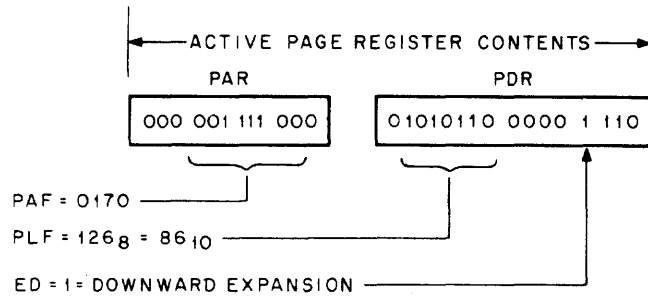 ACTIVE PAGE REGISTER CONTENTS
PAR PDR
000 001 111 000 01010110 0000 1 110
PAF = 0170
PLF = 126₈ = 86₁₀
ED = 1 = DOWNWARD EXPANSION